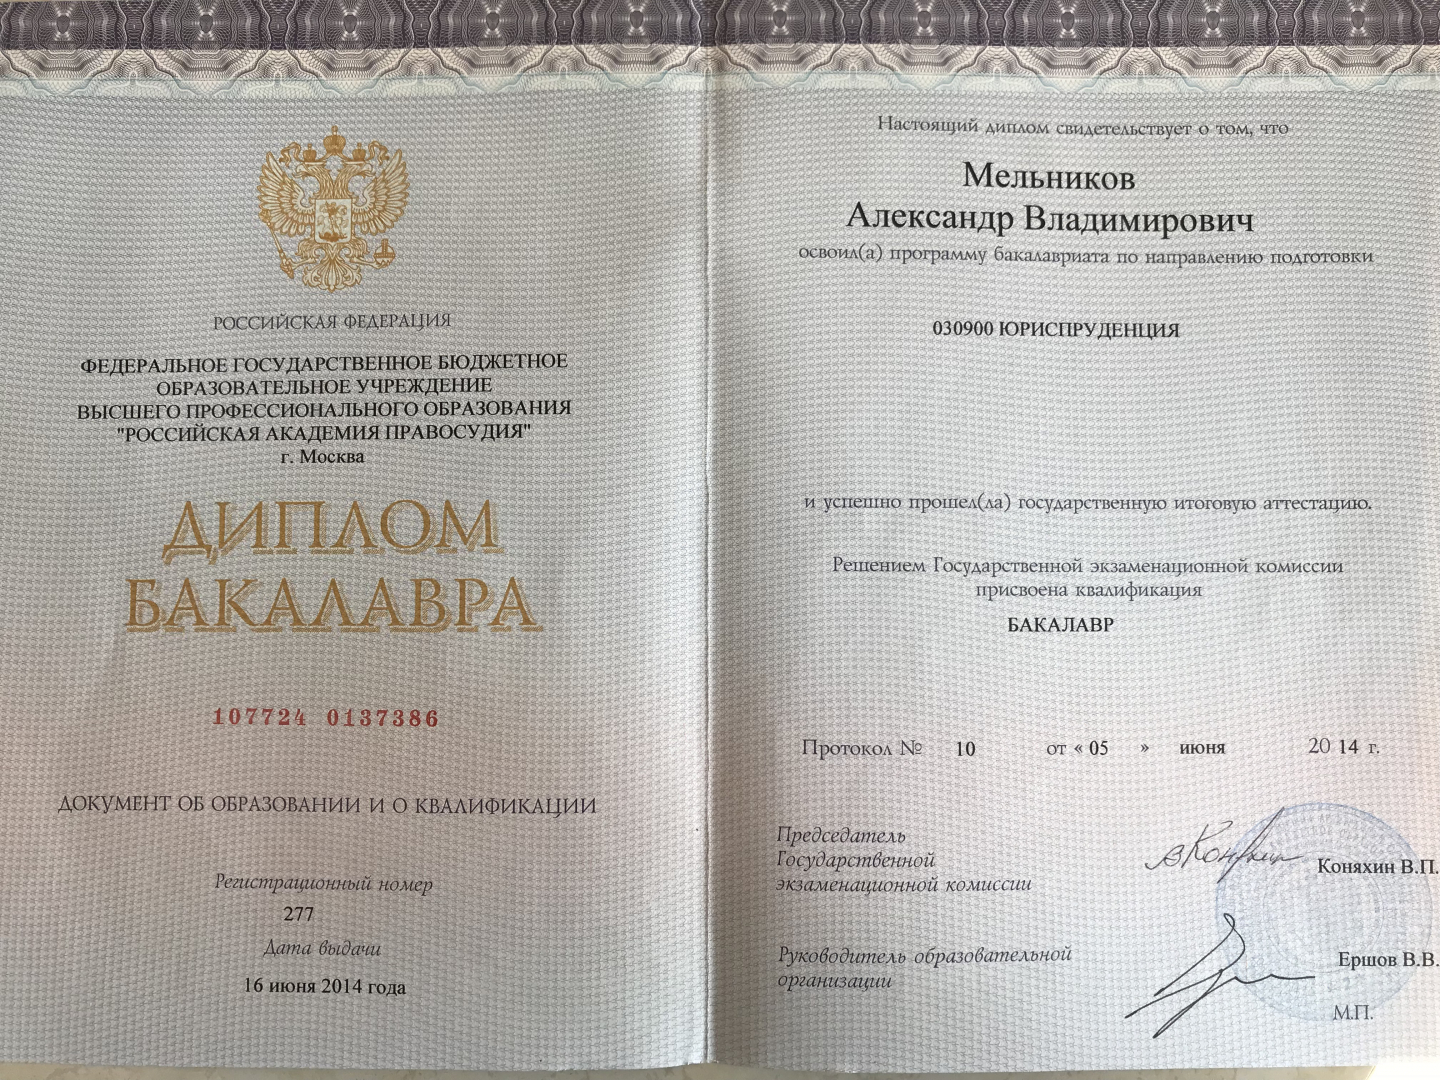 РОССИЙСКАЯ ФЕДЕРАЦИЯ
ФЕДЕРАЛЬНОЕ ГОСУДАРСТВЕННОЕ БЮДЖЕТНОЕ
ОБРАЗОВАТЕЛЬНОЕ УЧРЕЖДЕНИЕ
ВЫСШЕГО ПРОФЕССИОНАЛЬНОГО ОБРАЗОВАНИЯ
"РОССИЙСКАЯ АКАДЕМИЯ ПРАВОСУДИЯ"
г. Москва
ДИПЛОМ
БАКАЛАВРА
107724 0137386
ДОКУМЕНТ ОБ ОБРАЗОВАНИИ И О КВАЛИФИКАЦИИ
Регистрационный номер
277
Дата выдачи
16 июня 2014 года
Настоящий диплом свидетельствует о том, что
Мельников
Александр Владимирович
освоил(а) программу бакалавриата по направлению подготовки
030900 ЮРИСПРУДЕНЦИЯ
и успешно прошел(ла) государственную итоговую аттестацию.
Решением Государственной экзаменационной комиссии
присвоена квалификация
БАКАЛАВР
Протокол № 10 от « 05 » июня 20 14 г.
Председатель
Государственной
экзаменационной комиссии
Коняхин В.П.
Руководитель образовательной
организации
Ершов В.В.
М.П.